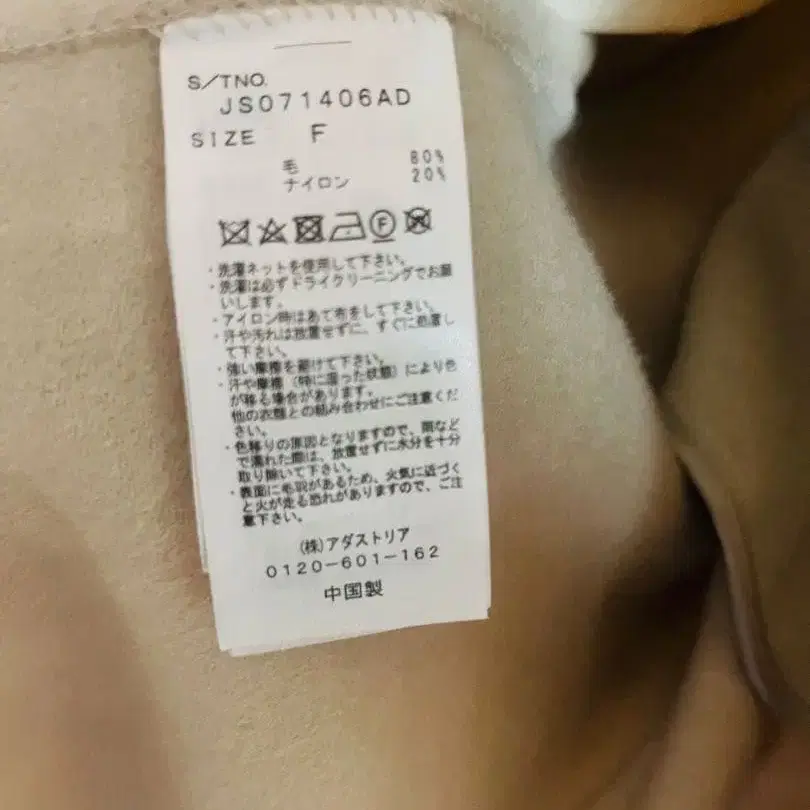 S/TNO.
JS071406AD
SIZE F
毛 80%
ナイロン 20%
F
・洗濯ネットを使用して下さい。
・洗濯は必ずドライクリーニングでお願
いします。
・アイロン時はあて布をして下さい。
・汗や汚れは放置せずに、すぐに処置し
て下さい。
・強い摩擦を避けて下さい。
・汗や摩擦（特に湿った状態）により色
が移る場合があります。
他の衣類との組み合わせにご注意くだ
さい。
・色移りの原因となりますので、雨など
で濡れた際は、放置せずに水分を十分
取り除いて下さい。
・表面に毛羽があるため、火気に近づく
と火が走る恐れがありますので、ご注
意下さい。
(株)アダストリア
0120-601-162
中国製